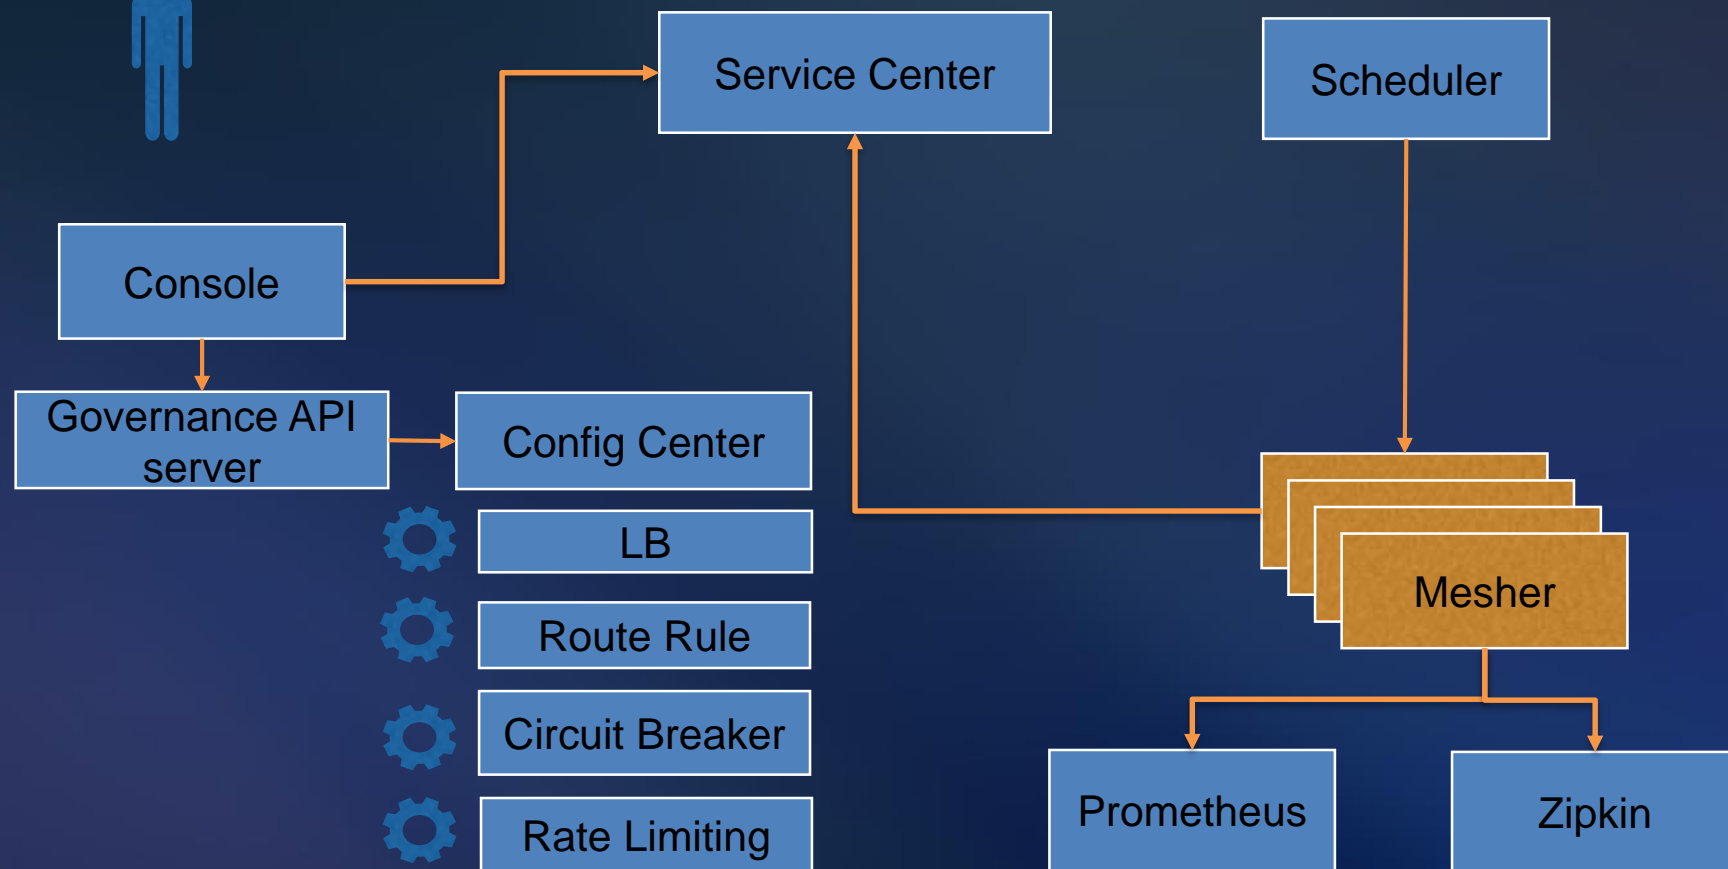 Service Center
Scheduler
Console
Governance API
server
Config Center
LB
Route Rule
Circuit Breaker
Rate Limiting
Mesher
Prometheus
Zipkin